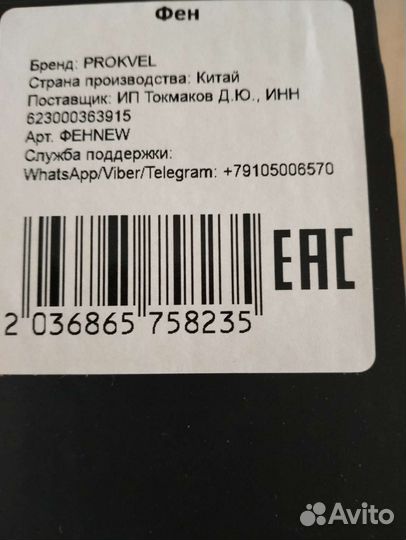 Фен
Бренд: PROKVEL
Страна производства: Китай
Поставщик: ИП Токмаков Д.Ю., ИНН
623000363915
Арт. ФЕНNEW
Служба поддержки:
WhatsApp/Viber/Telegram: +79105006570
EAC
2 036865 758235
Avito